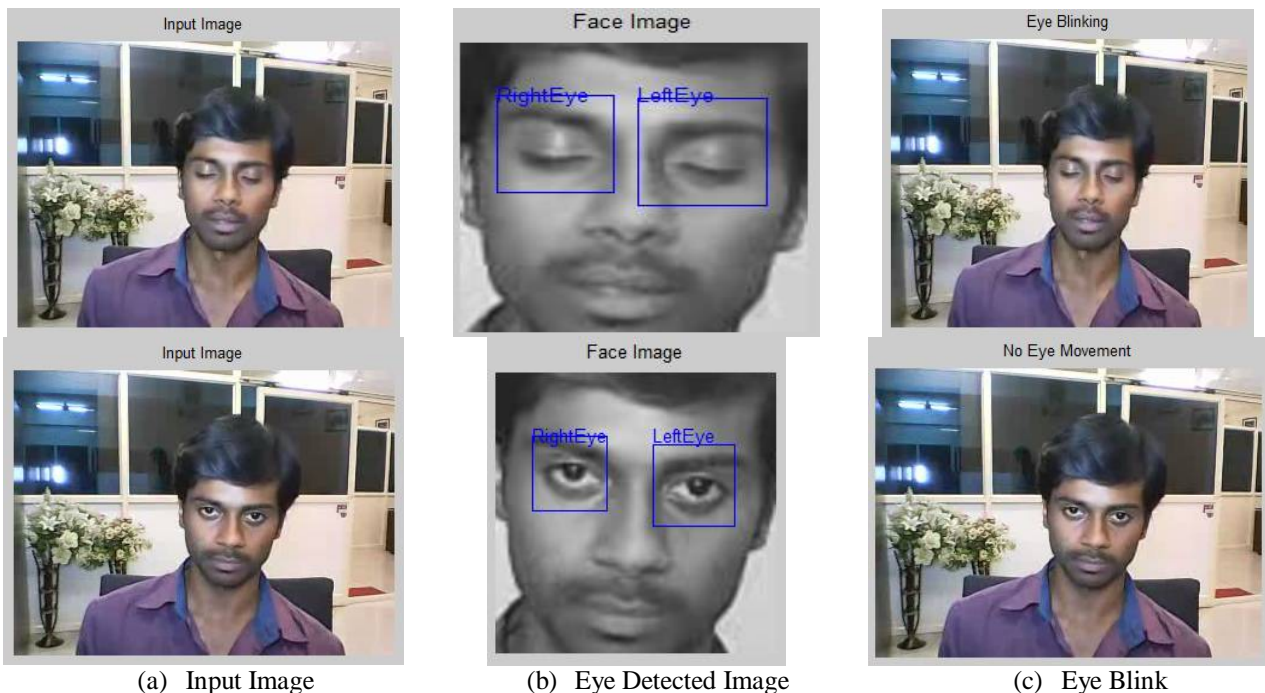 Input Image
Face Image
Eye Blinking
RightEye
LeftEye
Input Image
Face Image
No Eye Movement
RightEye
LeftEye
(a) Input Image
(b) Eye Detected Image
(c) Eye Blink